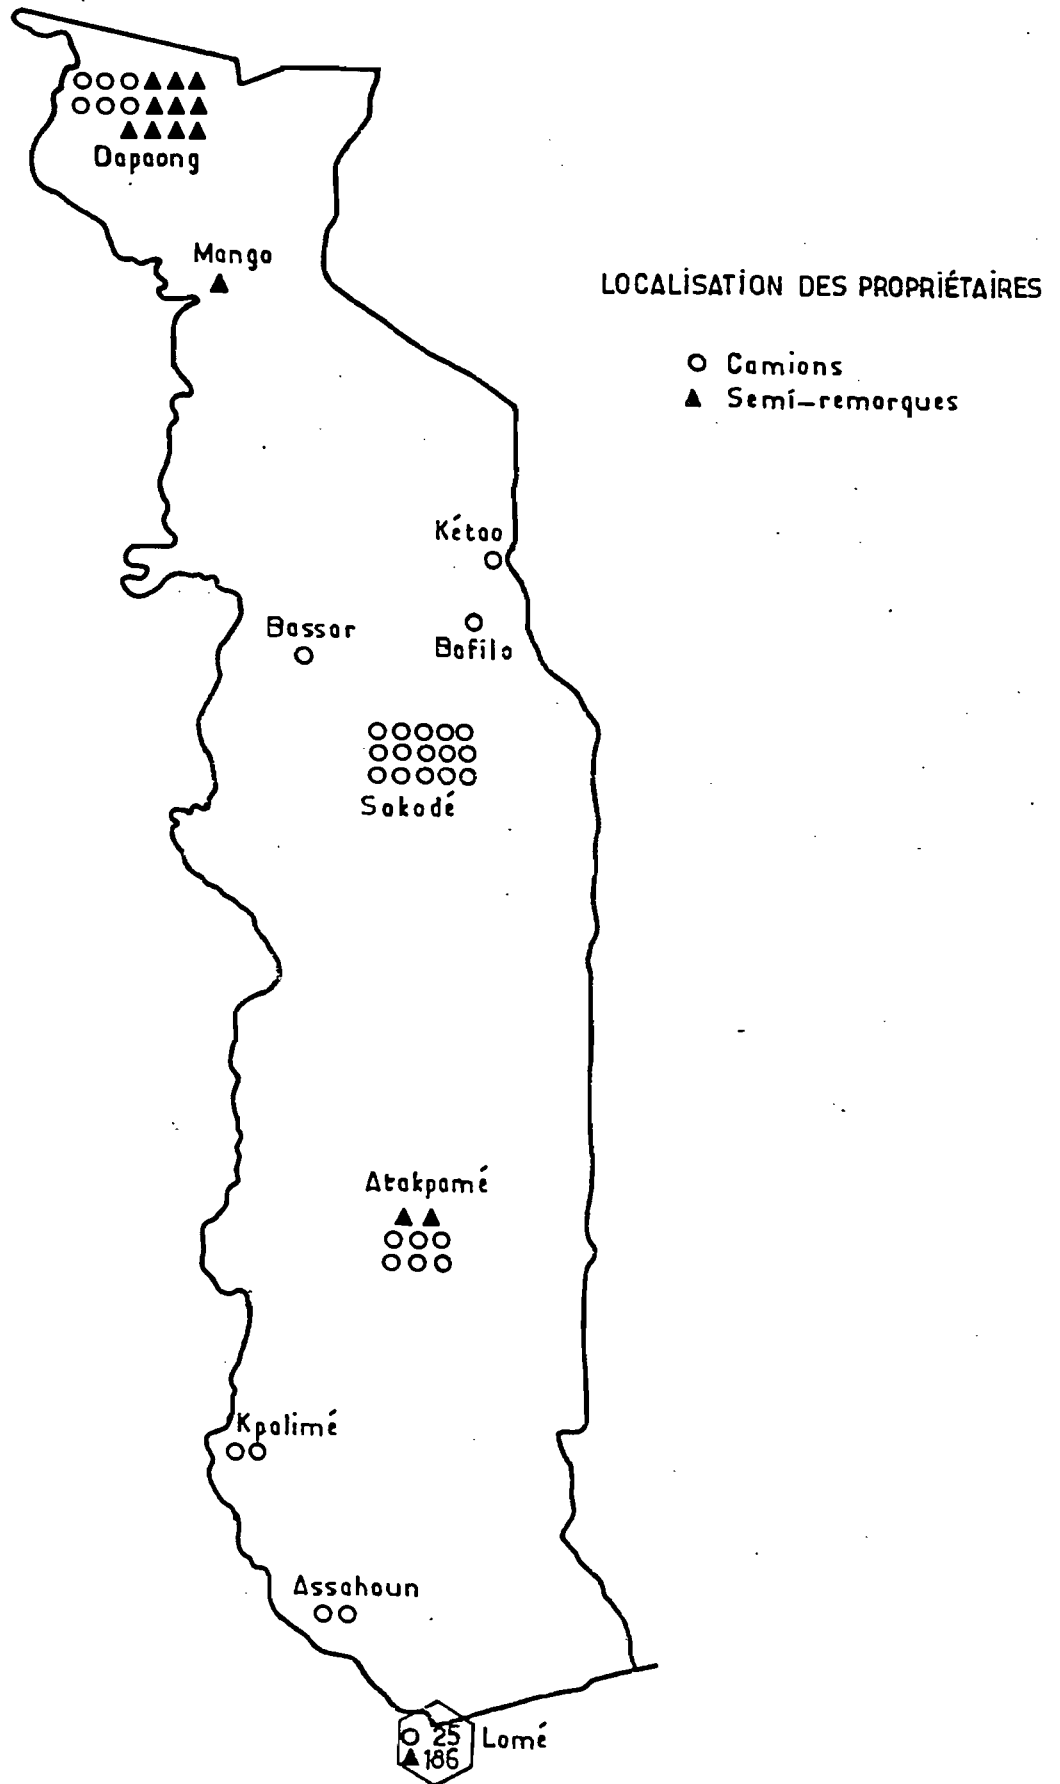 Dapaong
Mango
LOCALISATION DES PROPRIÉTAIRES
O Camions
▲ Semi-remorques
Kétao
Bassar
Bafilo
Sokodé
Atakpamé
Kpalimé
Assahoun
O 25 Lomé
▲ 186